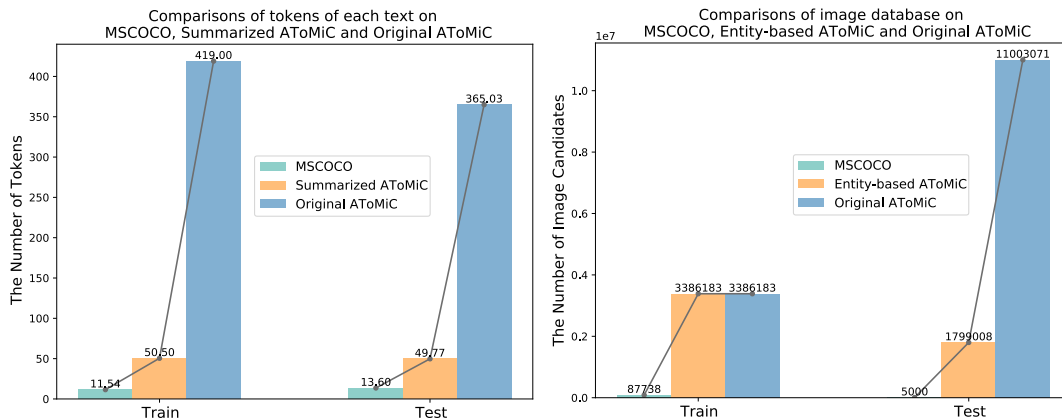 Comparisons of tokens of each text on
MSCOCO, Summarized AToMiC and Original AToMiC
The Number of Tokens
400
350
300
250
200
150
100
50
0
419.00
365.03
50.50
49.77
11.54
13.60
MSCOCO
Summarized AToMiC
Original AToMiC
Train
Test
Comparisons of image database on
MSCOCO, Entity-based AToMiC and Original AToMiC
1e7
The Number of Image Candidates
1.0
0.8
0.6
0.4
0.2
0.0
11003071
3386183
3386183
1799008
87738
5000
MSCOCO
Entity-based AToMiC
Original AToMiC
Train
Test